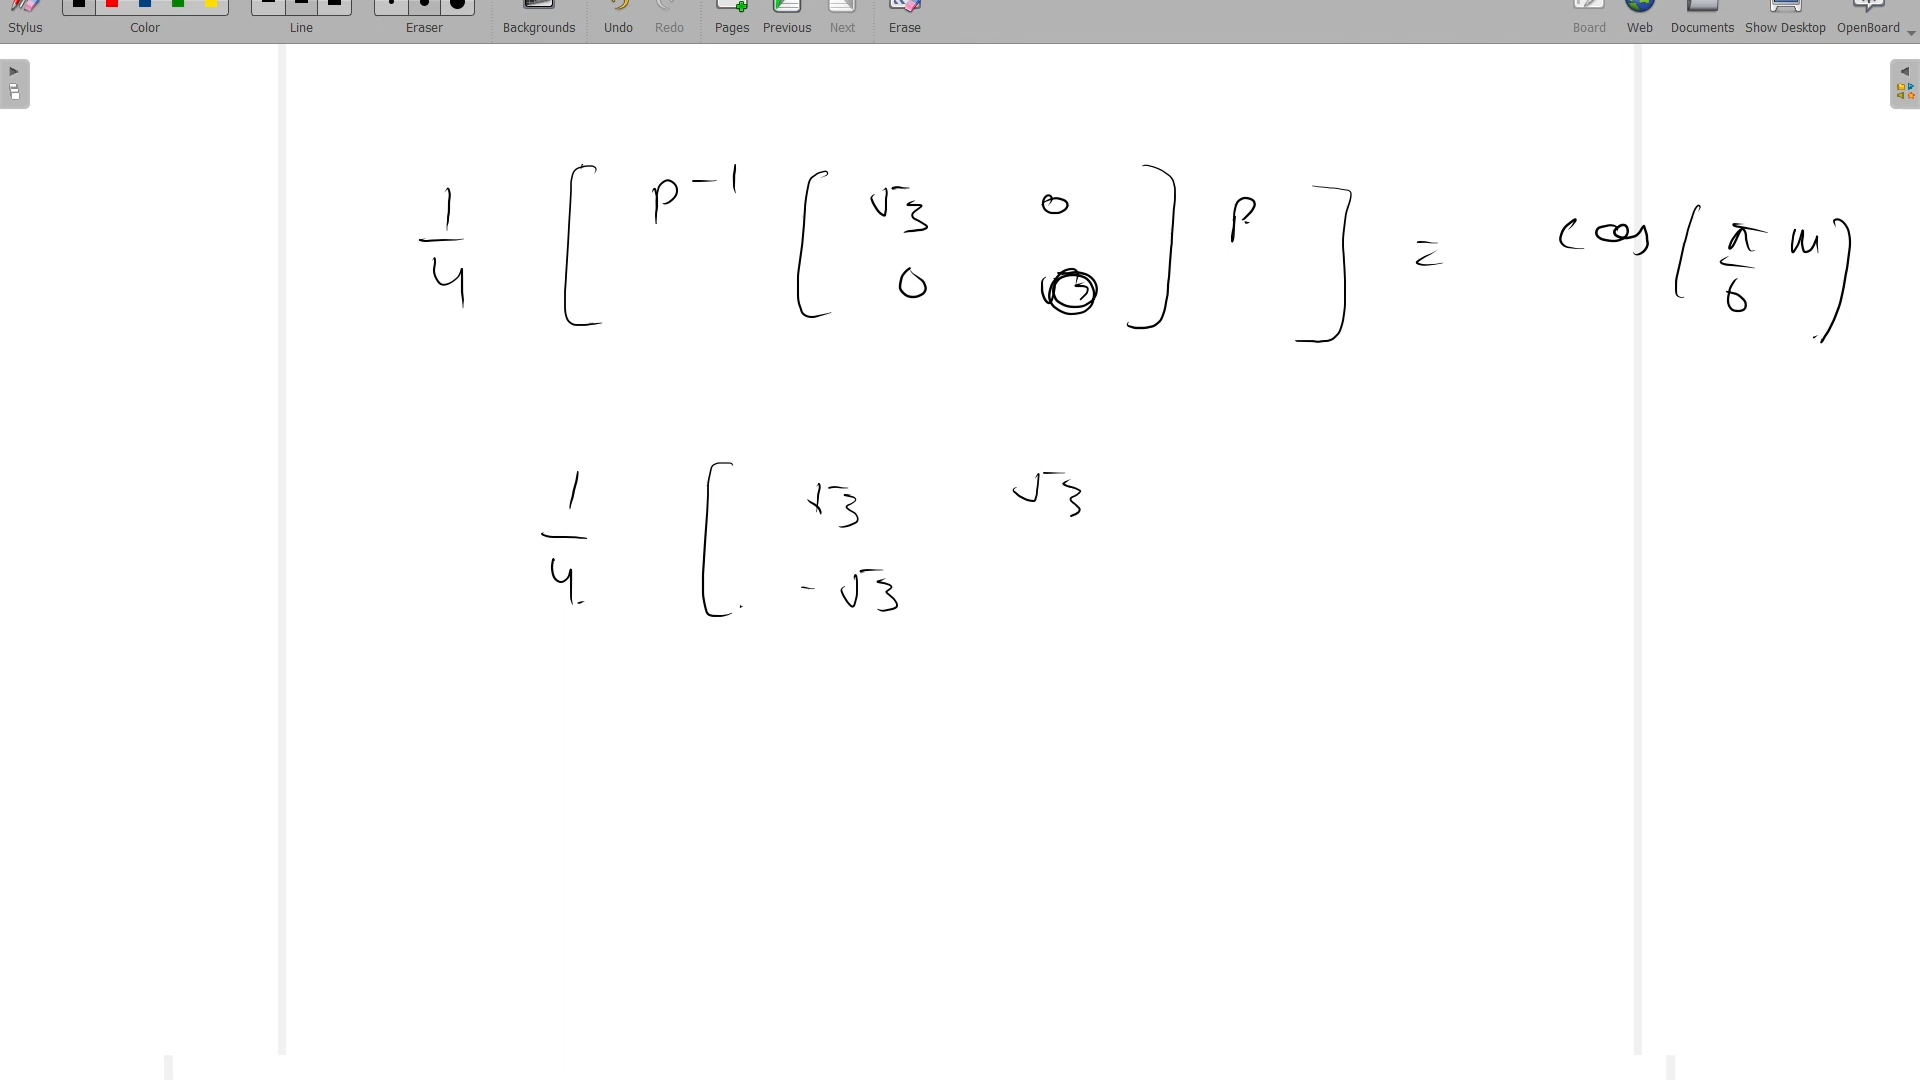 Stylus Color Line Eraser Backgrounds Undo Redo Pages Previous Next Erase Board Web Documents Show Desktop OpenBoard
1/4 [ P⁻¹ [ √3 0 ] P ] = cos ( π/6 m )
0 3
1/4 [ √3 √3
- √3